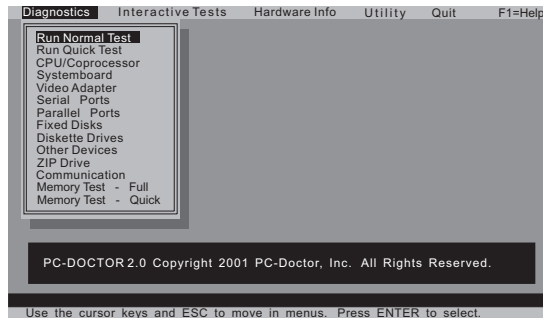 Diagnostics Interactive Tests Hardware Info Utility Quit F1=Help
Run Normal Test
Run Quick Test
CPU/Coprocessor
Systemboard
Video Adapter
Serial Ports
Parallel Ports
Fixed Disks
Diskette Drives
Other Devices
ZIP Drive
Communication
Memory Test - Full
Memory Test - Quick
PC-DOCTOR 2.0 Copyright 2001 PC-Doctor, Inc. All Rights Reserved.
Use the cursor keys and ESC to move in menus. Press ENTER to select.